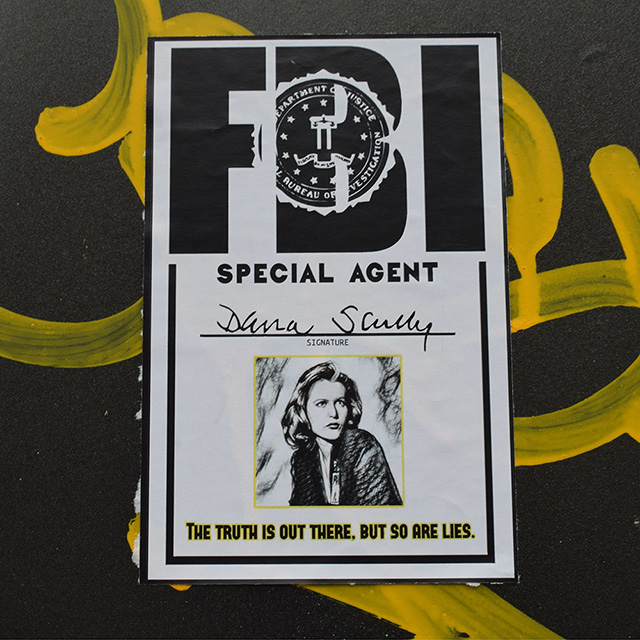 FBI
DEPARTMENT OF JUSTICE
L BUREAU OF INVESTIGATION
SPECIAL AGENT
Dana Scully
SIGNATURE
THE TRUTH IS OUT THERE, BUT SO ARE LIES.